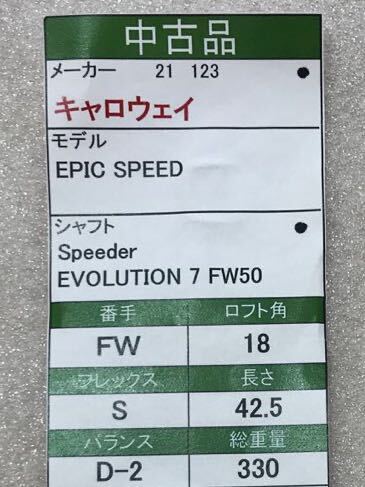 中古品
メーカー 21 123
キャロウェイ
モデル
EPIC SPEED
シャフト
Speeder
EVOLUTION 7 FW50
番手 ロフト角
FW 18
フレックス 長さ
S 42.5
バランス 総重量
D-2 330